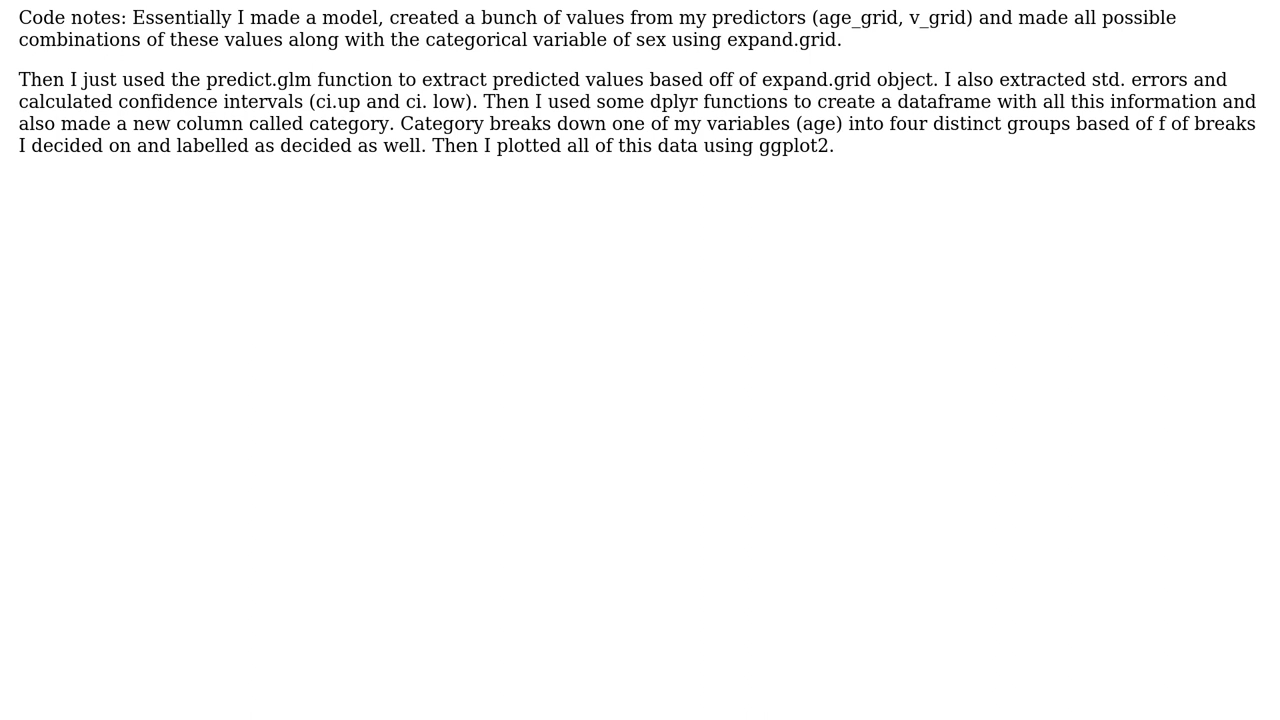 Code notes: Essentially I made a model, created a bunch of values from my predictors (age_grid, v_grid) and made all possible
combinations of these values along with the categorical variable of sex using expand.grid.
Then I just used the predict.glm function to extract predicted values based off of expand.grid object. I also extracted std. errors and
calculated confidence intervals (ci.up and ci. low). Then I used some dplyr functions to create a dataframe with all this information and
also made a new column called category. Category breaks down one of my variables (age) into four distinct groups based of f of breaks
I decided on and labelled as decided as well. Then I plotted all of this data using ggplot2.